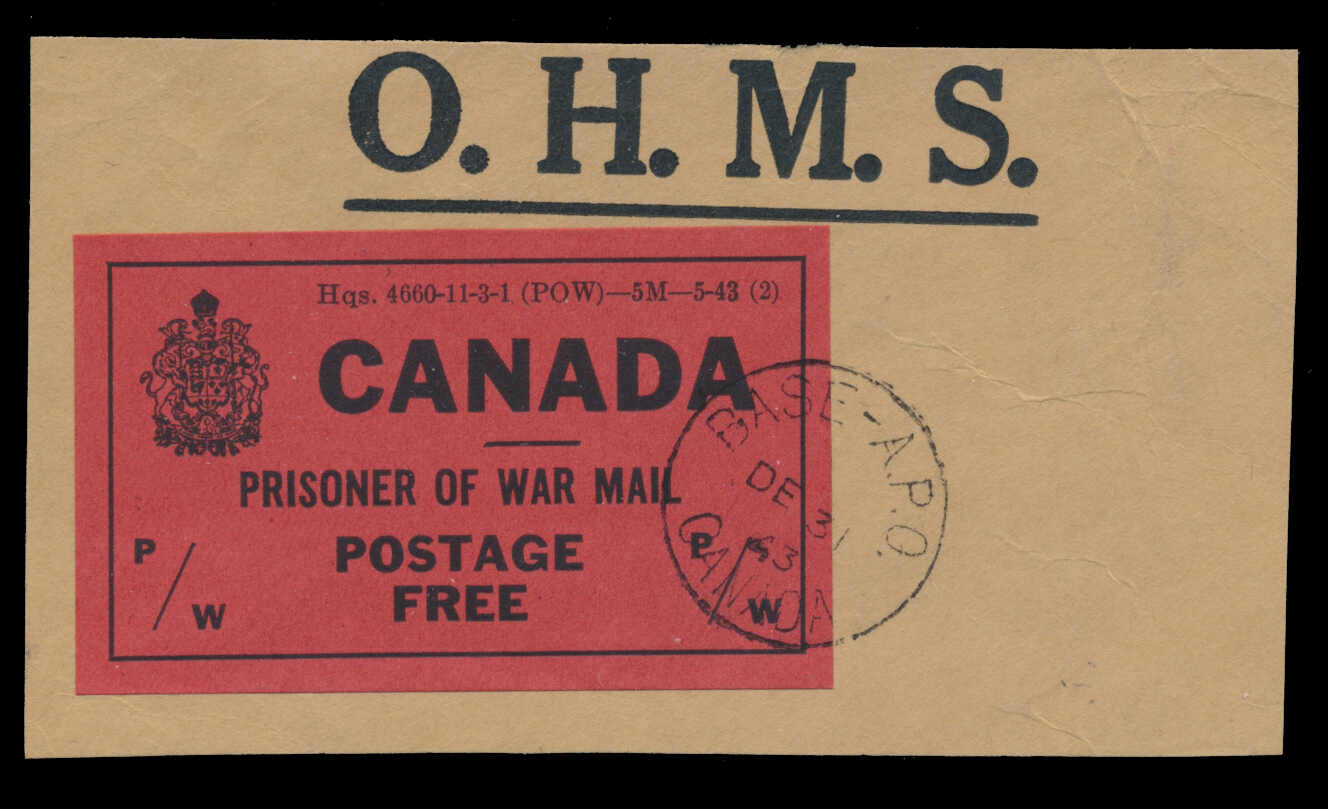 O. H. M. S.
Hqs. 4660-11-3-1 (POW)—5M—5-43 (2)
CANADA
PRISONER OF WAR MAIL
POSTAGE
FREE
P/W
P/W
BASE-A.P.O.
DE 31
43
CANADA